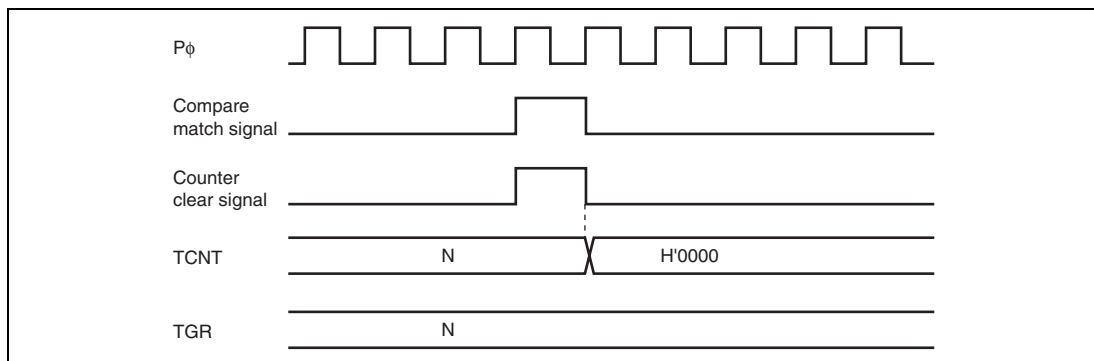 Pϕ
Compare
match signal
Counter
clear signal
TCNT
N
H'0000
TGR
N